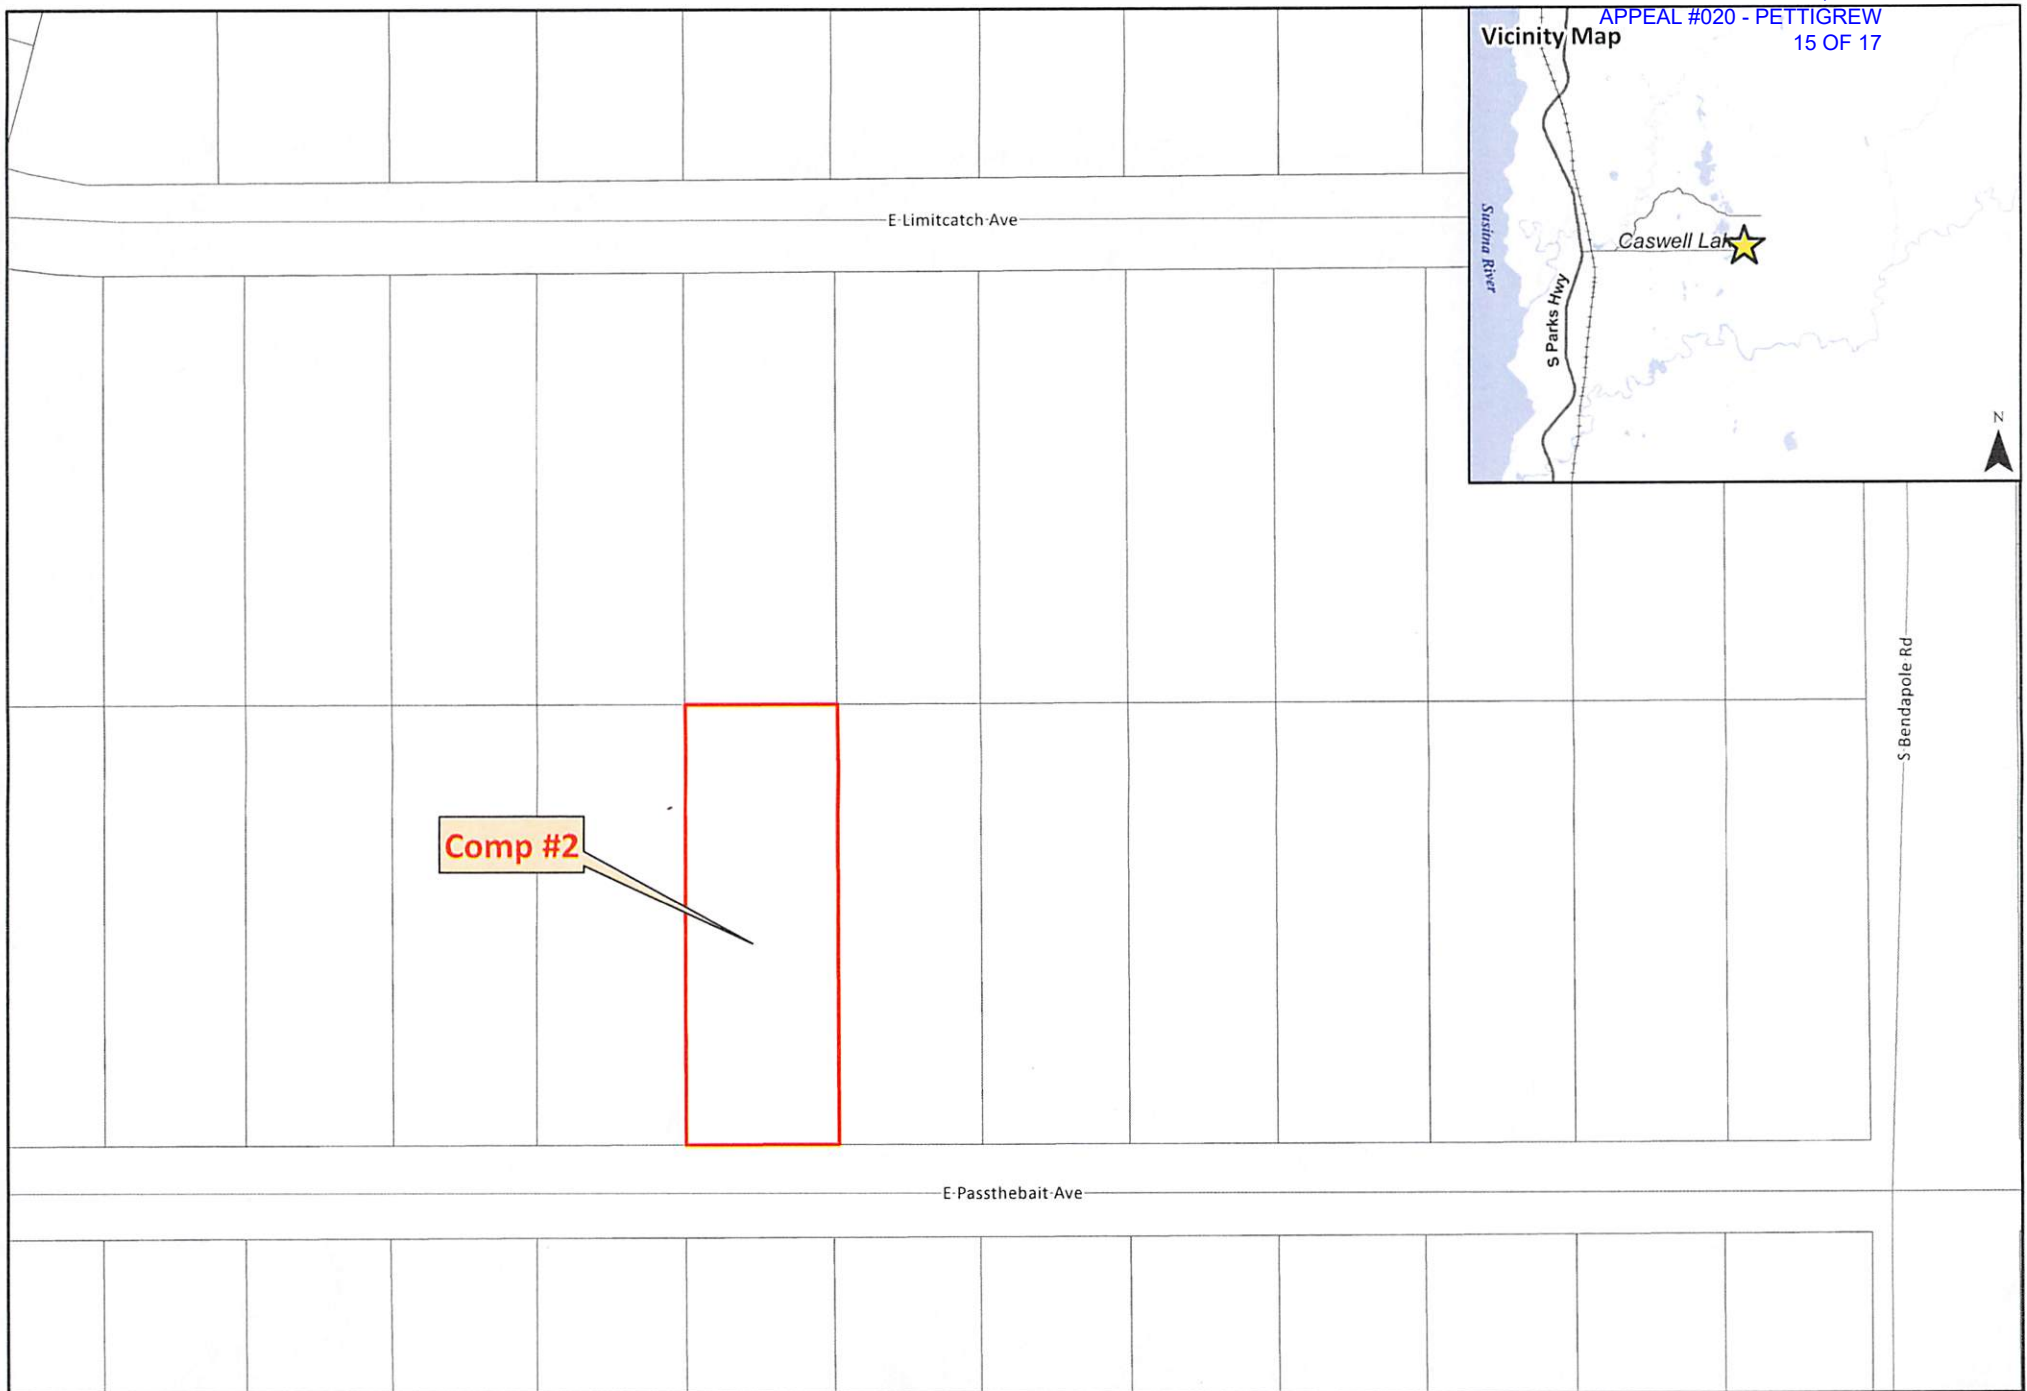 APPEAL #020 - PETTIGREW
Vicinity Map
15 OF 17
E Limitcatch Ave
Susitna River
Caswell Lak
S Parks Hwy
N
S Bendapole Rd
Comp #2
E Passthebait Ave